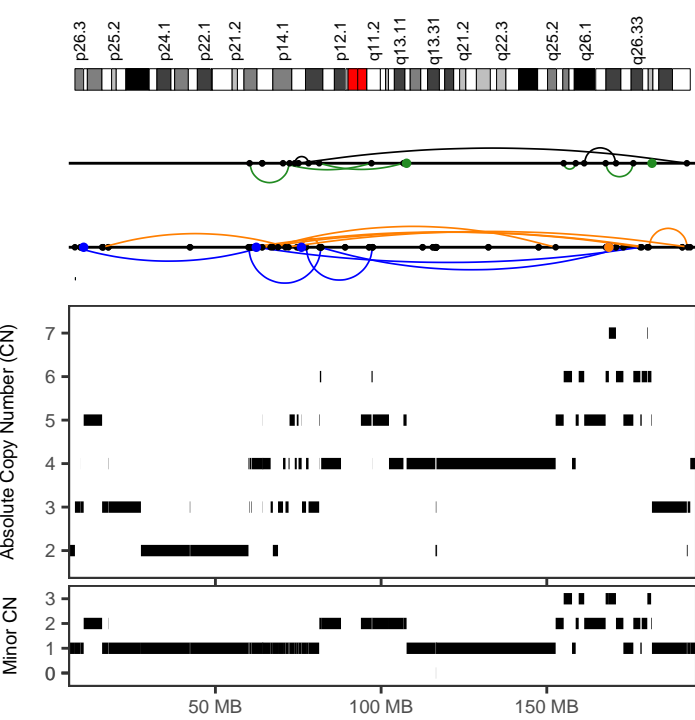 p26.3 p25.2 p24.1 p22.1 p21.2 p14.1 p12.1 q11.2 q13.11 q13.31 q21.2 q22.3 q25.2 q26.1 q26.33
Absolute Copy Number (CN)
7
6
5
4
3
2
Minor CN
3
2
1
0
50 MB 100 MB 150 MB